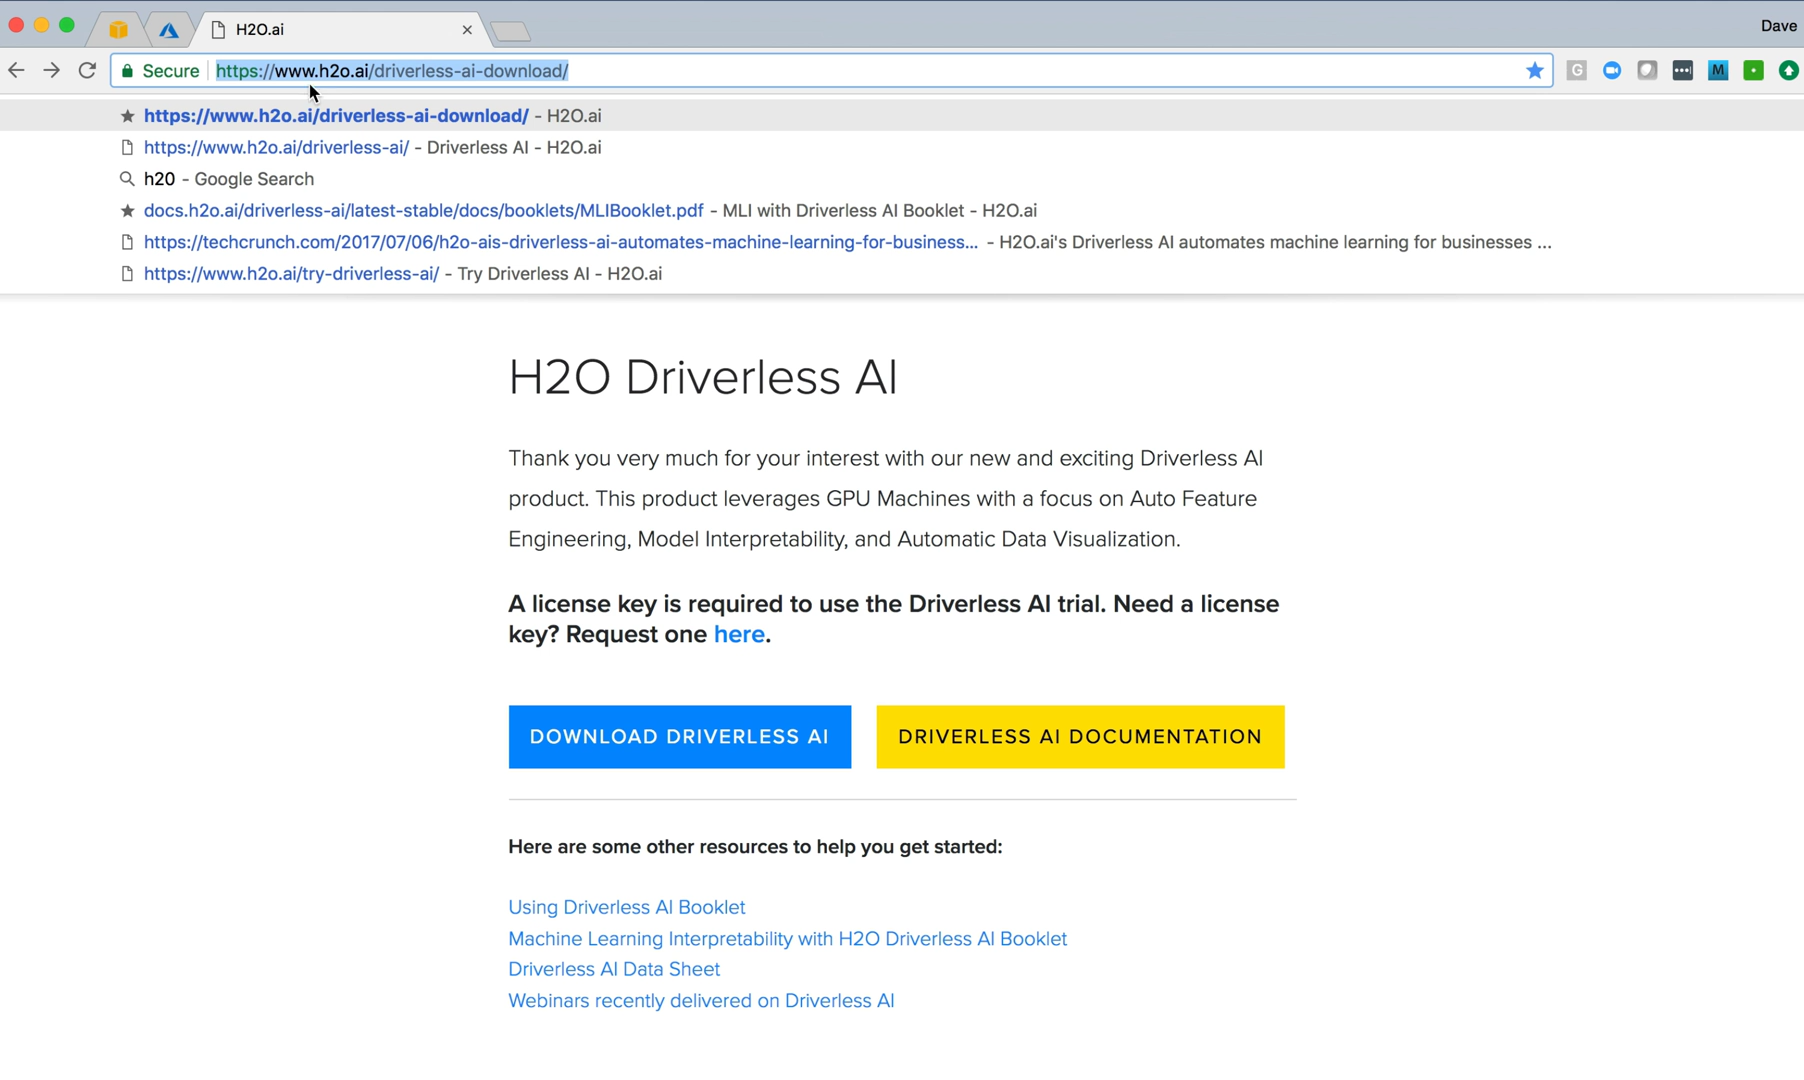 H2O.ai
Dave
Secure https://www.h2o.ai/driverless-ai-download/
https://www.h2o.ai/driverless-ai-download/ - H2O.ai
https://www.h2o.ai/driverless-ai/ - Driverless AI - H2O.ai
h20 - Google Search
docs.h2o.ai/driverless-ai/latest-stable/docs/booklets/MLIBooklet.pdf - MLI with Driverless AI Booklet - H2O.ai
https://techcrunch.com/2017/07/06/h2o-ais-driverless-ai-automates-machine-learning-for-business... - H2O.ai's Driverless AI automates machine learning for businesses ...
https://www.h2o.ai/try-driverless-ai/ - Try Driverless AI - H2O.ai
H2O Driverless AI
Thank you very much for your interest with our new and exciting Driverless AI
product. This product leverages GPU Machines with a focus on Auto Feature
Engineering, Model Interpretability, and Automatic Data Visualization.
A license key is required to use the Driverless AI trial. Need a license
key? Request one here.
DOWNLOAD DRIVERLESS AI
DRIVERLESS AI DOCUMENTATION
Here are some other resources to help you get started:
Using Driverless AI Booklet
Machine Learning Interpretability with H2O Driverless AI Booklet
Driverless AI Data Sheet
Webinars recently delivered on Driverless AI